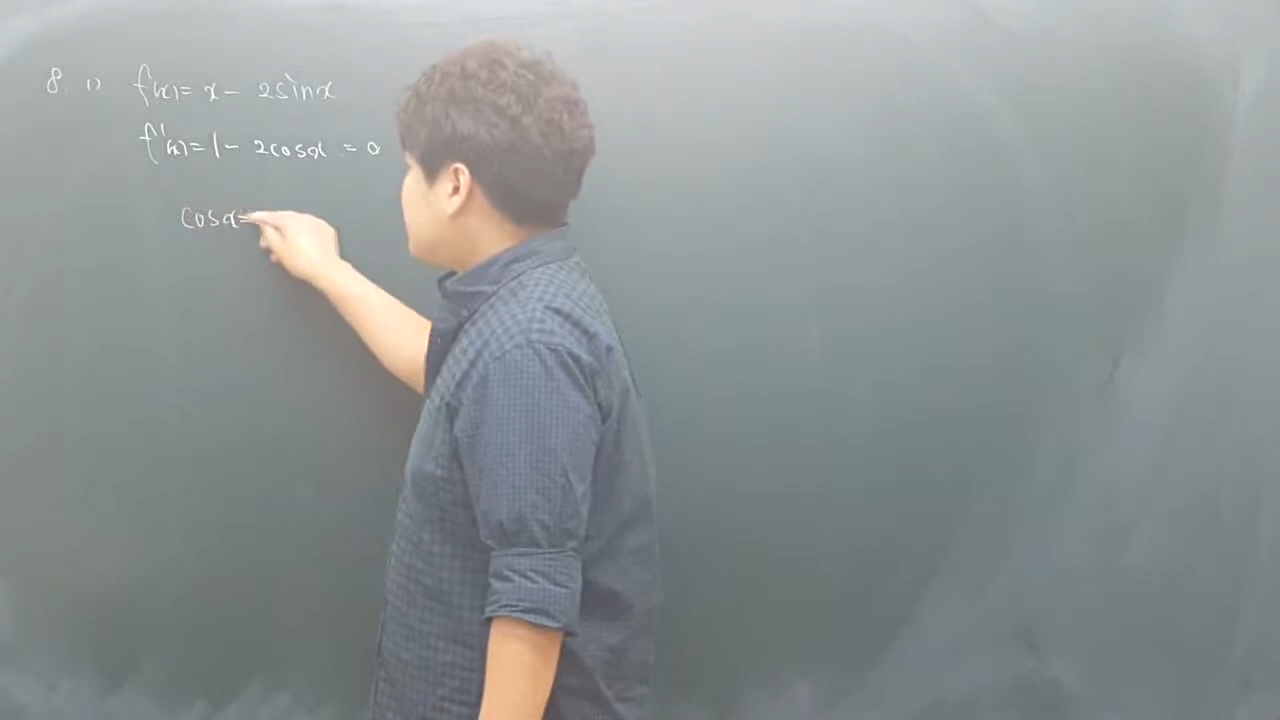 8. 1) f(x) = x - 2sinx
f'(x) = 1 - 2cosx = 0
cosx =